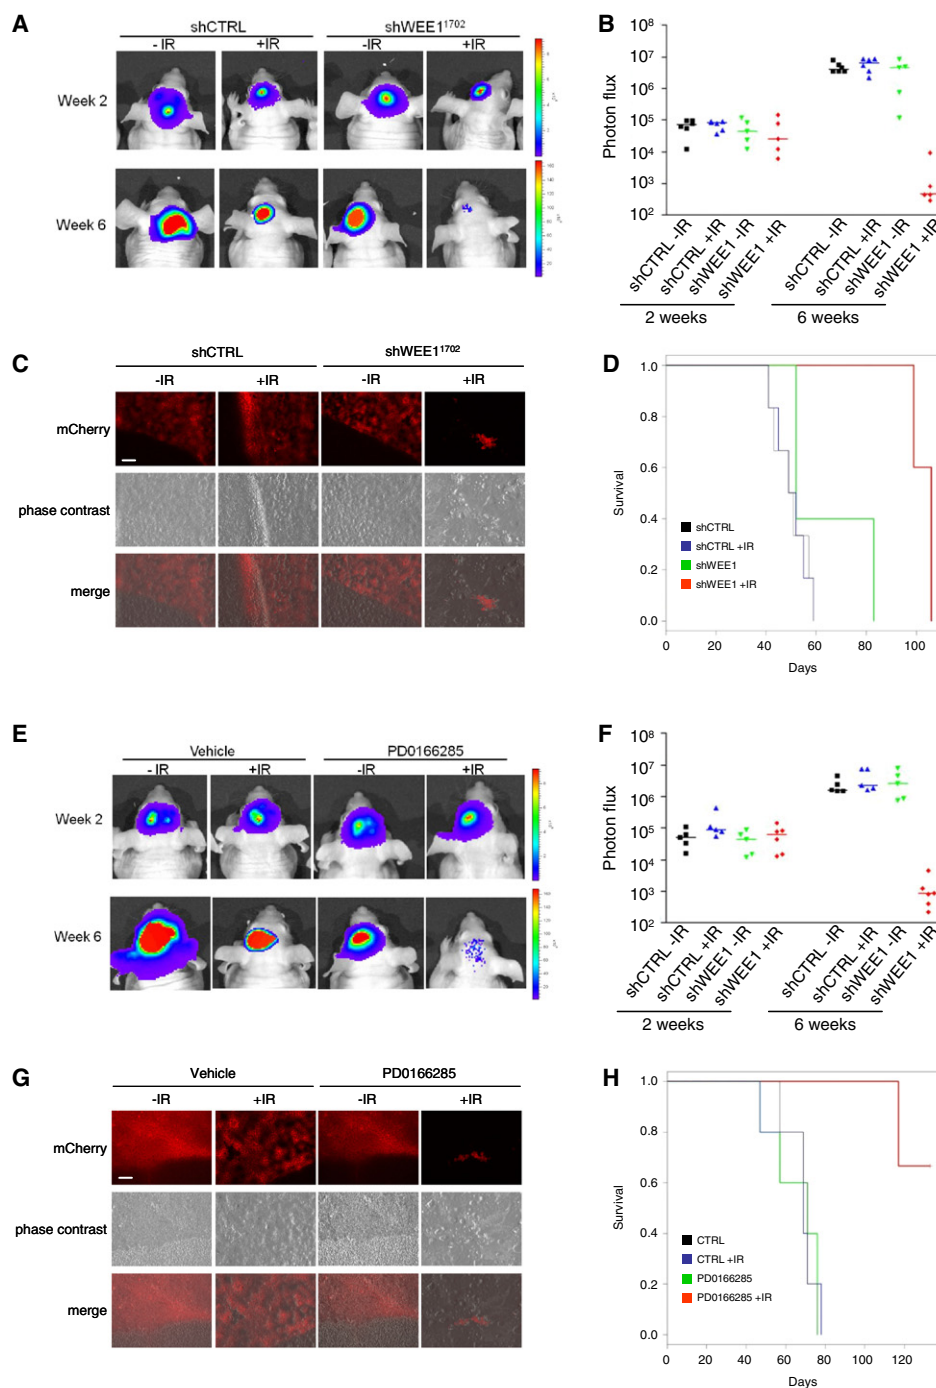 A
shCTRL
shWEE1¹⁷⁰²
- IR
+IR
-IR
+IR
Week 2
Week 6
B
Photon flux
10⁸
10⁷
10⁶
10⁵
10⁴
10³
10²
shCTRL -IR
shCTRL +IR
shWEE1 -IR
shWEE1 +IR
shCTRL -IR
shCTRL +IR
shWEE1 -IR
shWEE1 +IR
2 weeks
6 weeks
C
shCTRL
shWEE1¹⁷⁰²
-IR
+IR
-IR
+IR
mCherry
phase contrast
merge
D
Survival
1.0
0.8
0.6
0.4
0.2
0.0
shCTRL
shCTRL +IR
shWEE1
shWEE1 +IR
0 20 40 60 80 100
Days
E
Vehicle
PD0166285
- IR
+IR
-IR
+IR
Week 2
Week 6
F
Photon flux
10⁸
10⁷
10⁶
10⁵
10⁴
10³
10²
shCTRL -IR
shCTRL +IR
shWEE1 -IR
shWEE1 +IR
shCTRL -IR
shCTRL +IR
shWEE1 -IR
shWEE1 +IR
2 weeks
6 weeks
G
Vehicle
PD0166285
-IR
+IR
-IR
+IR
mCherry
phase contrast
merge
H
Survival
1.0
0.8
0.6
0.4
0.2
0.0
CTRL
CTRL +IR
PD0166285
PD0166285 +IR
0 20 40 60 80 100 120
Days